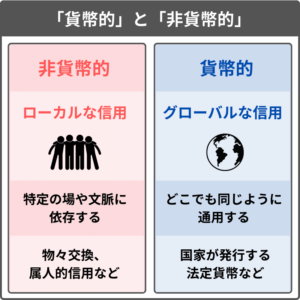 「貨幣的」と「非貨幣的」
非貨幣的
ローカルな信用
特定の場や文脈に
依存する
物々交換、
属人的信用など
貨幣的
グローバルな信用
どこでも同じように
通用する
国家が発行する
法定貨幣など